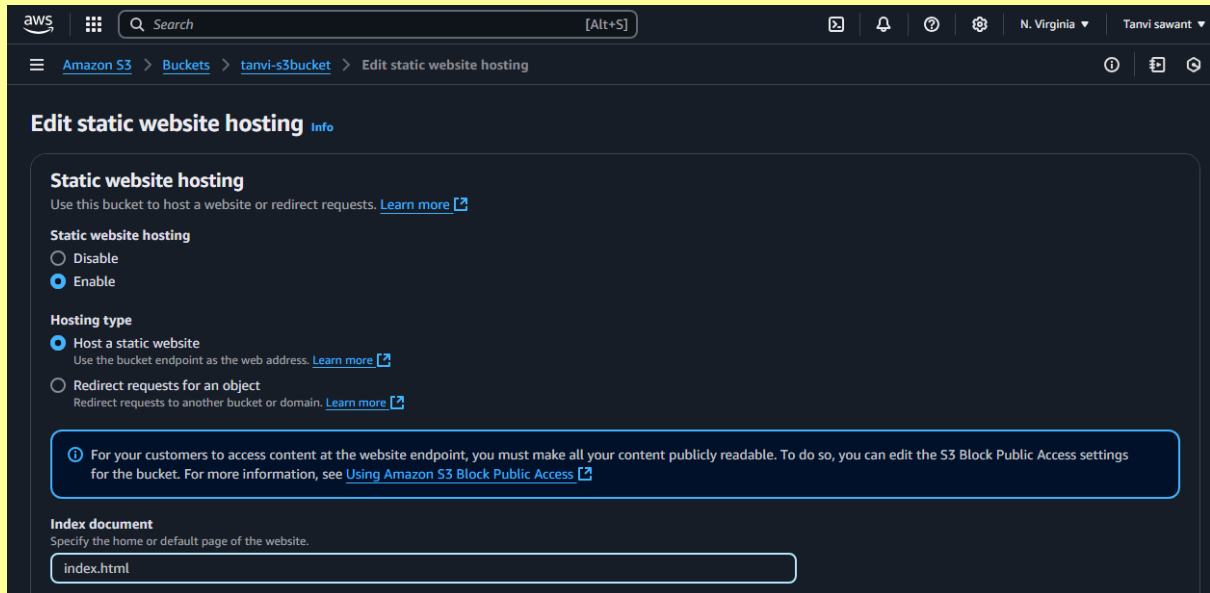 aws Search [Alt+S] N. Virginia Tanvi sawant
Amazon S3 > Buckets > tanvi-s3bucket > Edit static website hosting
Edit static website hosting Info
Static website hosting
Use this bucket to host a website or redirect requests. Learn more
Static website hosting
Disable
Enable
Hosting type
Host a static website
Use the bucket endpoint as the web address. Learn more
Redirect requests for an object
Redirect requests to another bucket or domain. Learn more
For your customers to access content at the website endpoint, you must make all your content publicly readable. To do so, you can edit the S3 Block Public Access settings
for the bucket. For more information, see Using Amazon S3 Block Public Access
Index document
Specify the home or default page of the website.
index.html